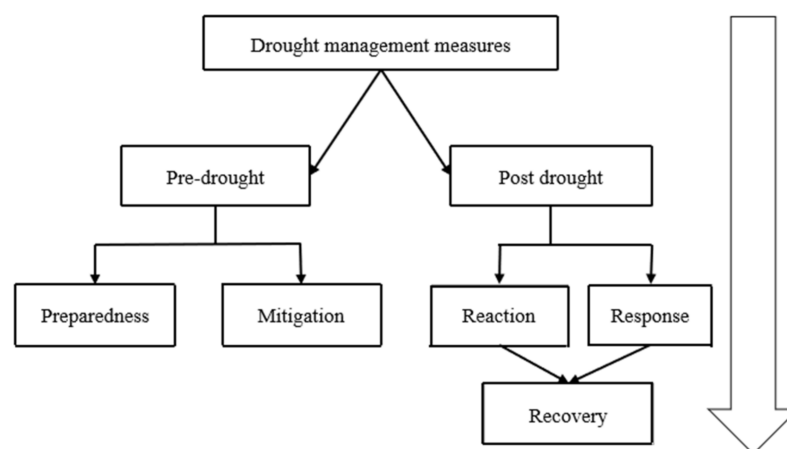 Drought management measures
Pre-drought
Post drought
Preparedness
Mitigation
Reaction
Response
Recovery